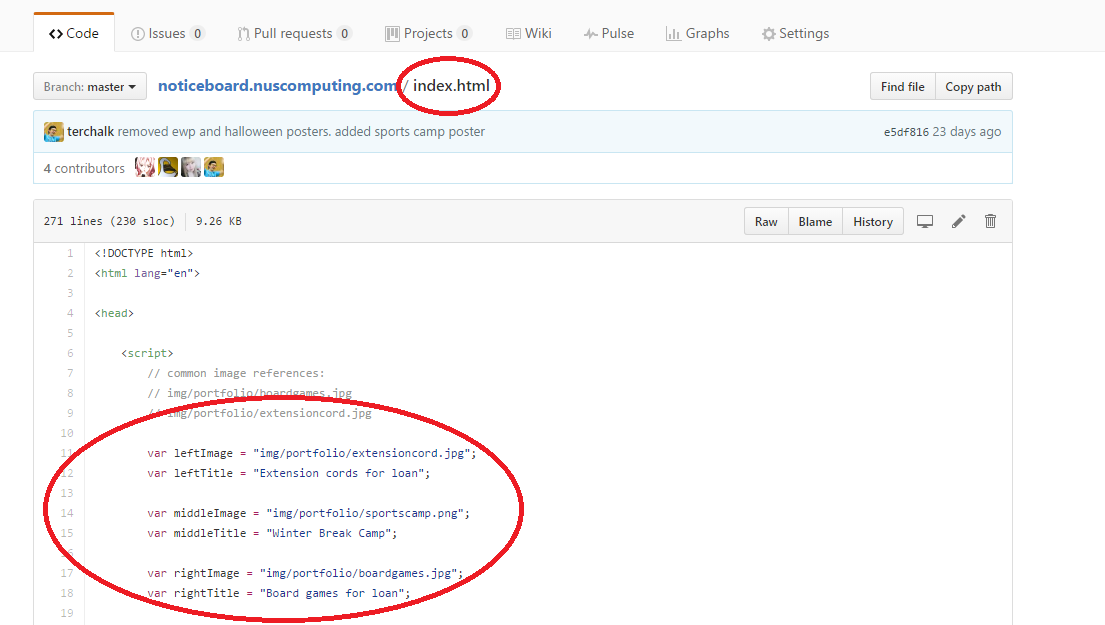 Code Issues 0 Pull requests 0 Projects 0 Wiki Pulse Graphs Settings
Branch: master noticeboard.nuscomputing.com / index.html Find file Copy path
terchalk removed ewp and halloween posters. added sports camp poster e5df816 23 days ago
4 contributors
271 lines (230 sloc) 9.26 KB Raw Blame History
1 <!DOCTYPE html>
2 <html lang="en">
3
4 <head>
5
6 <script>
7 // common image references:
8 // img/portfolio/boardgames.jpg
9 // img/portfolio/extensioncord.jpg
10
11 var leftImage = "img/portfolio/extensioncord.jpg";
12 var leftTitle = "Extension cords for loan";
13
14 var middleImage = "img/portfolio/sportscamp.png";
15 var middleTitle = "Winter Break Camp";
16
17 var rightImage = "img/portfolio/boardgames.jpg";
18 var rightTitle = "Board games for loan";
19